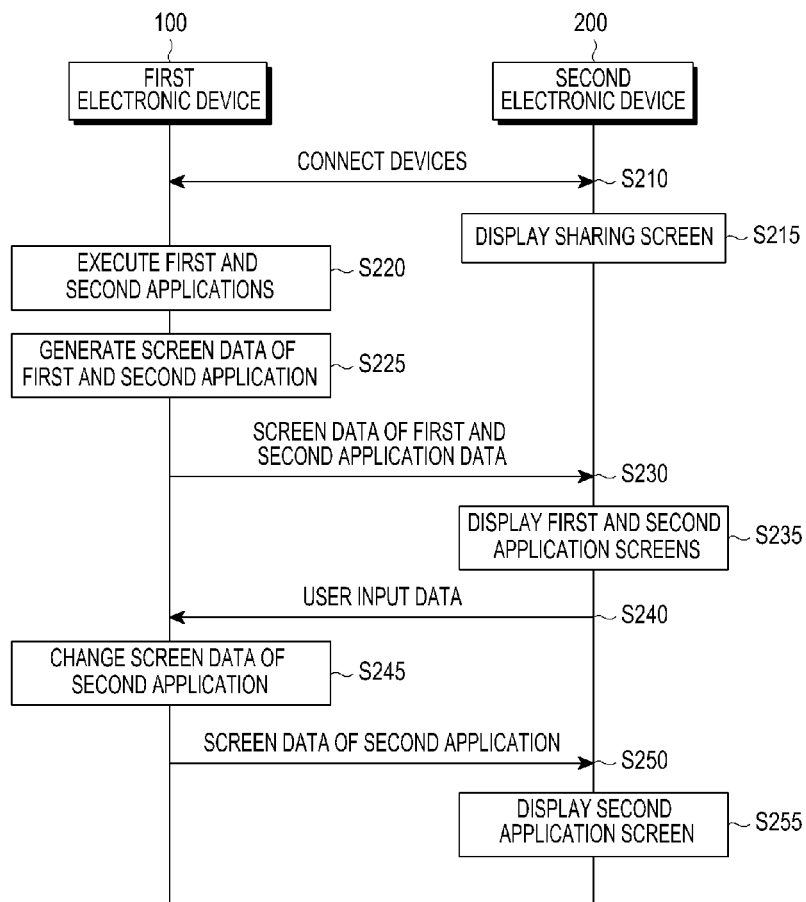 100
200
FIRST
ELECTRONIC DEVICE
SECOND
ELECTRONIC DEVICE
CONNECT DEVICES
S210
DISPLAY SHARING SCREEN
S215
EXECUTE FIRST AND
SECOND APPLICATIONS
S220
GENERATE SCREEN DATA OF
FIRST AND SECOND APPLICATION
S225
SCREEN DATA OF FIRST AND
SECOND APPLICATION DATA
S230
DISPLAY FIRST AND SECOND
APPLICATION SCREENS
S235
USER INPUT DATA
S240
CHANGE SCREEN DATA OF
SECOND APPLICATION
S245
SCREEN DATA OF SECOND APPLICATION
S250
DISPLAY SECOND
APPLICATION SCREEN
S255